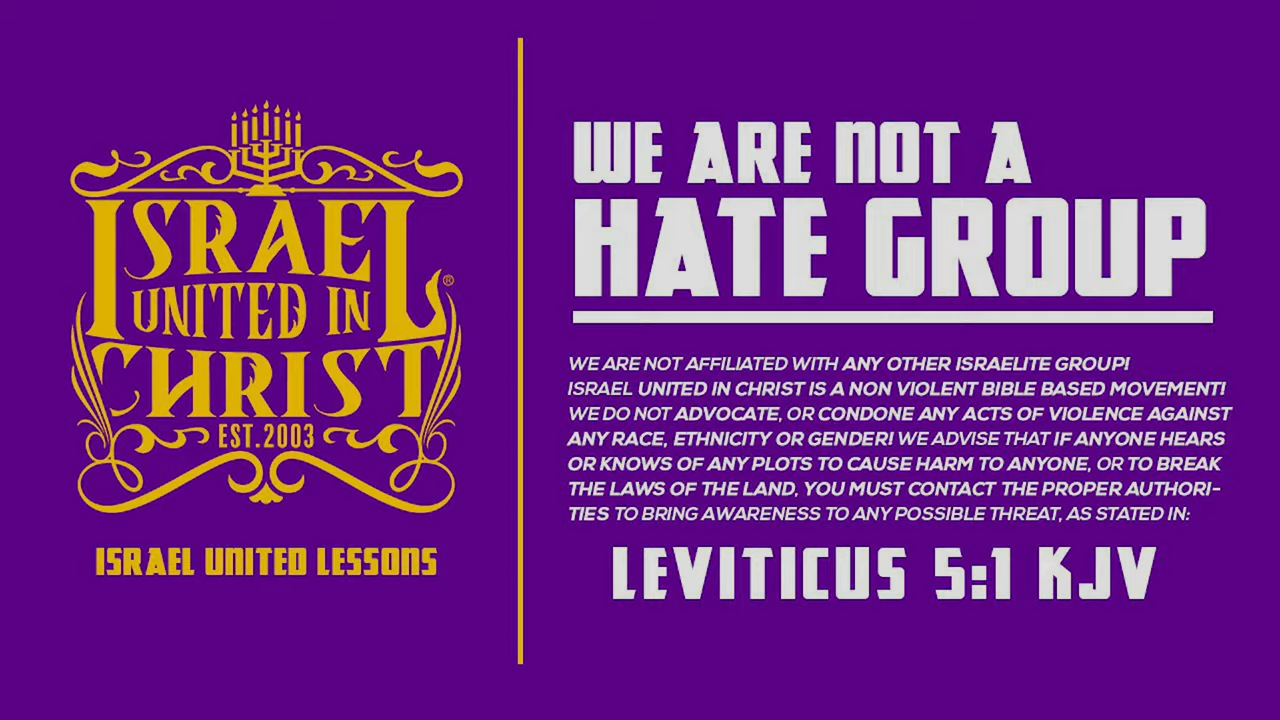 ISRAEL
UNITED IN
CHRIST
EST.2003
®
ISRAEL UNITED LESSONS
WE ARE NOT A
HATE GROUP
WE ARE NOT AFFILIATED WITH ANY OTHER ISRAELITE GROUP!
ISRAEL UNITED IN CHRIST IS A NON VIOLENT BIBLE BASED MOVEMENT!
WE DO NOT ADVOCATE, OR CONDONE ANY ACTS OF VIOLENCE AGAINST
ANY RACE, ETHNICITY OR GENDER! WE ADVISE THAT IF ANYONE HEARS
OR KNOWS OF ANY PLOTS TO CAUSE HARM TO ANYONE, OR TO BREAK
THE LAWS OF THE LAND, YOU MUST CONTACT THE PROPER AUTHORI-
TIES TO BRING AWARENESS TO ANY POSSIBLE THREAT, AS STATED IN:
LEVITICUS 5:1 KJV